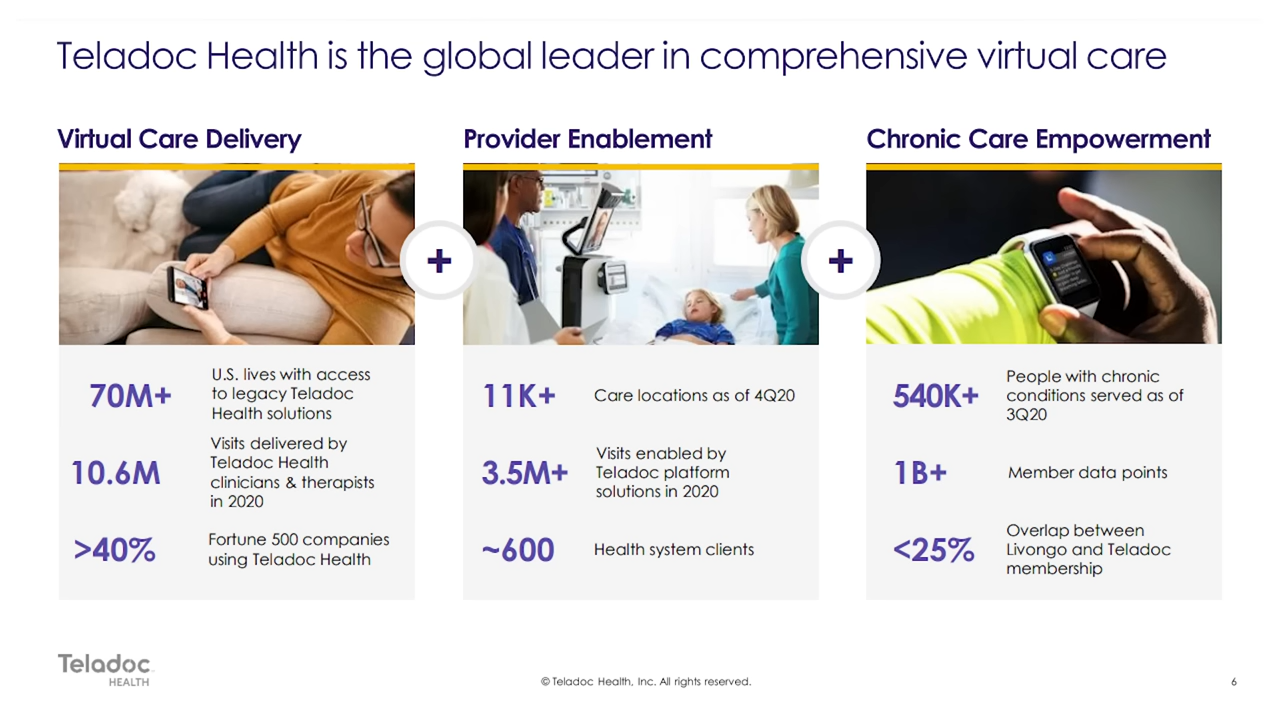 Teladoc Health is the global leader in comprehensive virtual care
Virtual Care Delivery
70M+
U.S. lives with access
to legacy Teladoc
Health solutions
10.6M
Visits delivered by
Teladoc Health
clinicians & therapists
in 2020
>40%
Fortune 500 companies
using Teladoc Health
+
Provider Enablement
11K+
Care locations as of 4Q20
3.5M+
Visits enabled by
Teladoc platform
solutions in 2020
~600
Health system clients
+
Chronic Care Empowerment
540K+
People with chronic
conditions served as of
3Q20
1B+
Member data points
<25%
Overlap between
Livongo and Teladoc
membership
Teladoc
HEALTH
© Teladoc Health, Inc. All rights reserved.
6